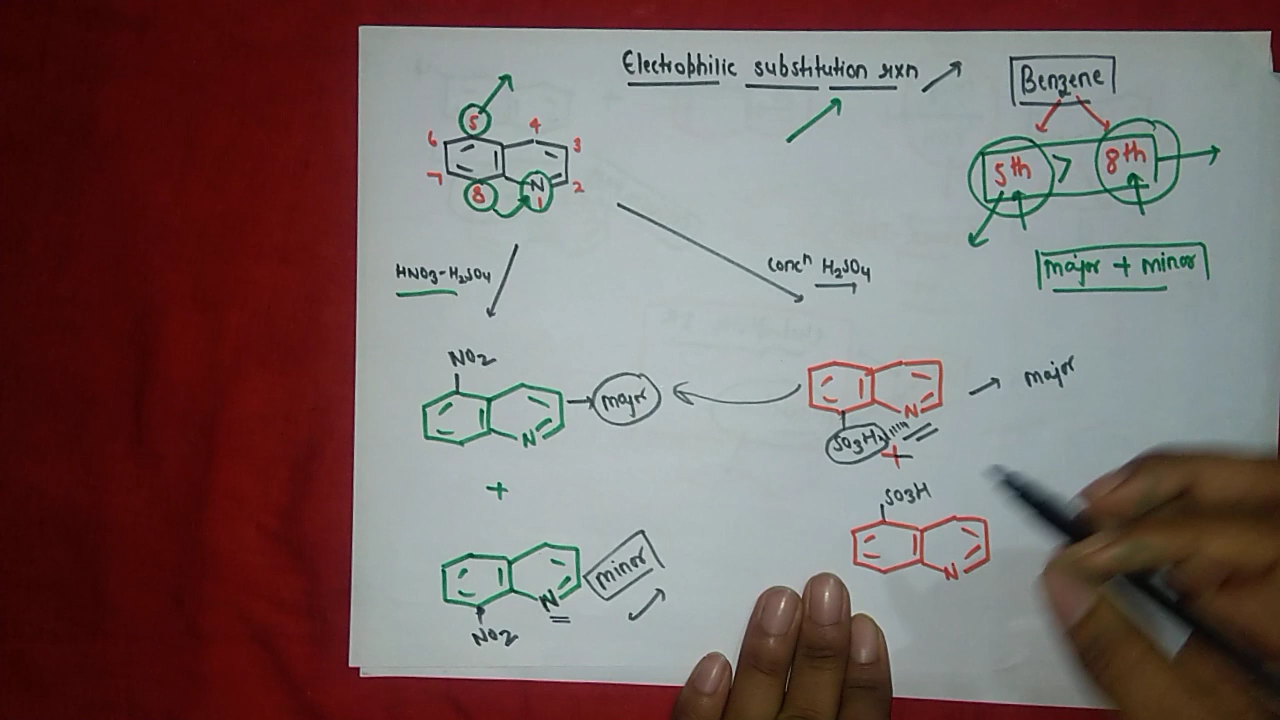 Electrophilic substitution rxn
Benzene
5th > 8th
major + minor
5
6
4
3
7
8
N
1
2
HNO3-H2SO4
concn H2SO4
NO2
N
major
+
N
minor
NO2
N
major
SO3H
+
SO3H
N